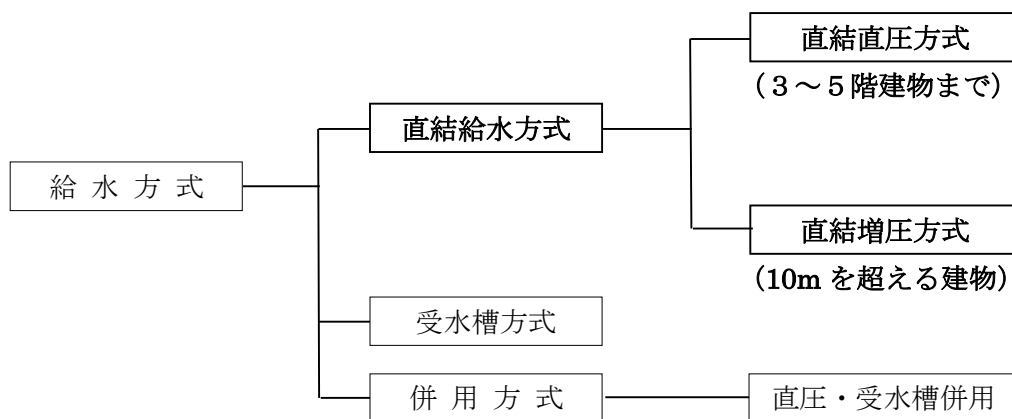 直結直圧方式
(３～５階建物まで)
直結給水方式
給 水 方 式
直結増圧方式
(10m を超える建物)
受水槽方式
併 用 方 式
直圧・受水槽併用